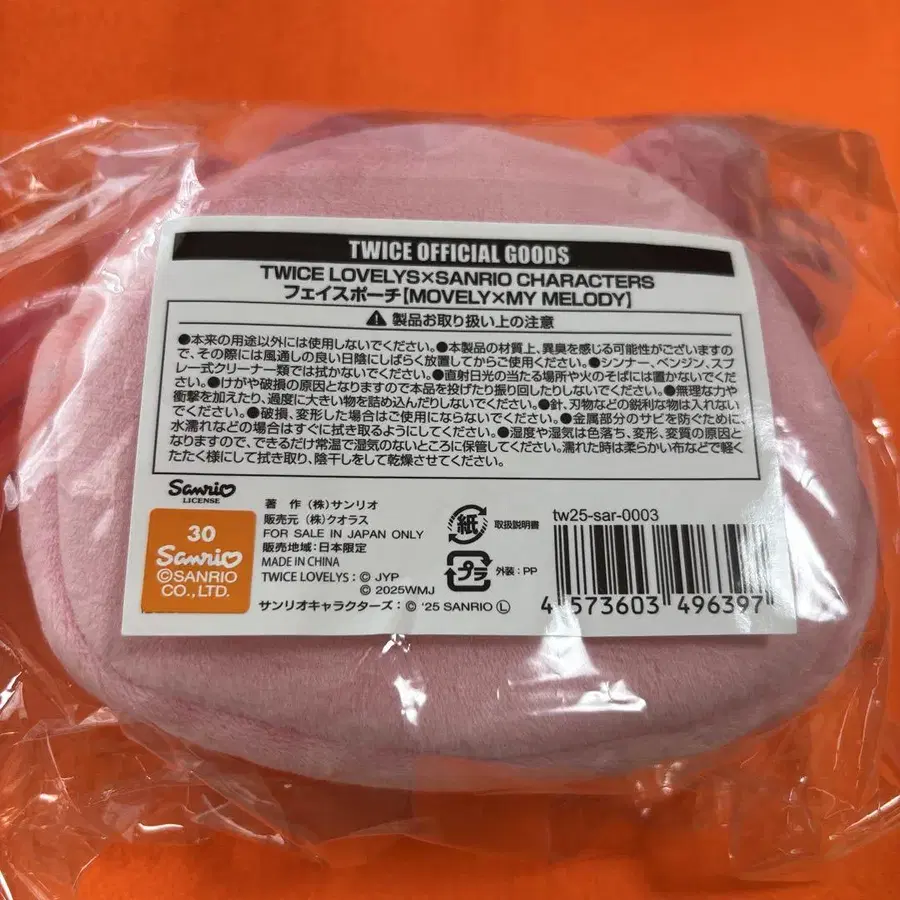 TWICE OFFICIAL GOODS
TWICE LOVELYS×SANRIO CHARACTERS
フェイスポーチ【MOVELY×MY MELODY】
⚠ 製品お取り扱い上の注意
●本来の用途以外には使用しないでください。●本製品の材質上、異臭を感じる可能性がございますの
で、その際には風通しの良い日陰にしばらく放置してからご使用ください。●シンナー、ベンジン、スプ
レー式クリーナー類では拭かないでください。●直射日光の当たる場所や火のそばには置かないでくだ
さい。●けがや破損の原因となりますので本品を投げたり振り回したりしないでください。●無理な力や
衝撃を加えたり、過度に大きい物を詰め込んだりしないでください。●針、刃物などの鋭利な物は入れない
でください。●破損、変形した場合はご使用にならないでください。●金属部分のサビを防ぐために、
水濡れなどの場合はすぐに拭き取るようにしてください。●湿度や湿気は色落ち、変形、変質の原因と
なりますので、できるだけ常温で湿気のないところに保管してください。濡れた時は柔らかい布などで軽く
たたく様にして拭き取り、陰干しをして乾燥させてください。
Sanrio
LICENSE
30
Sanrio
©SANRIO
CO.,LTD.
著 作 (株)サンリオ
販売元 (株)クオラス
FOR SALE IN JAPAN ONLY
販売地域:日本限定
MADE IN CHINA
TWICE LOVELYS:© JYP
© 2025WMJ
サンリオキャラクターズ:© '25 SANRIO Ⓛ
紙 取扱説明書
プラ 外装:PP
tw25-sar-0003
4 573603 496397